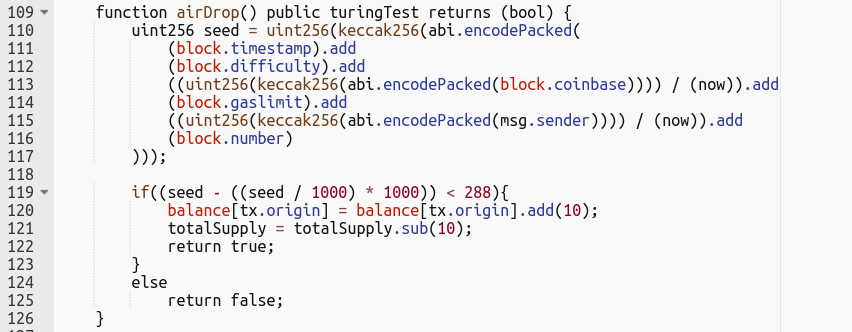 109 function airDrop() public turingTest returns (bool) {
110 uint256 seed = uint256(keccak256(abi.encodePacked(
111 (block.timestamp).add
112 (block.difficulty).add
113 ((uint256(keccak256(abi.encodePacked(block.coinbase)))) / (now)).add
114 (block.gaslimit).add
115 ((uint256(keccak256(abi.encodePacked(msg.sender)))) / (now)).add
116 (block.number)
117 )));
118
119 if((seed - ((seed / 1000) * 1000)) < 288){
120 balance[tx.origin] = balance[tx.origin].add(10);
121 totalSupply = totalSupply.sub(10);
122 return true;
123 }
124 else
125 return false;
126 }